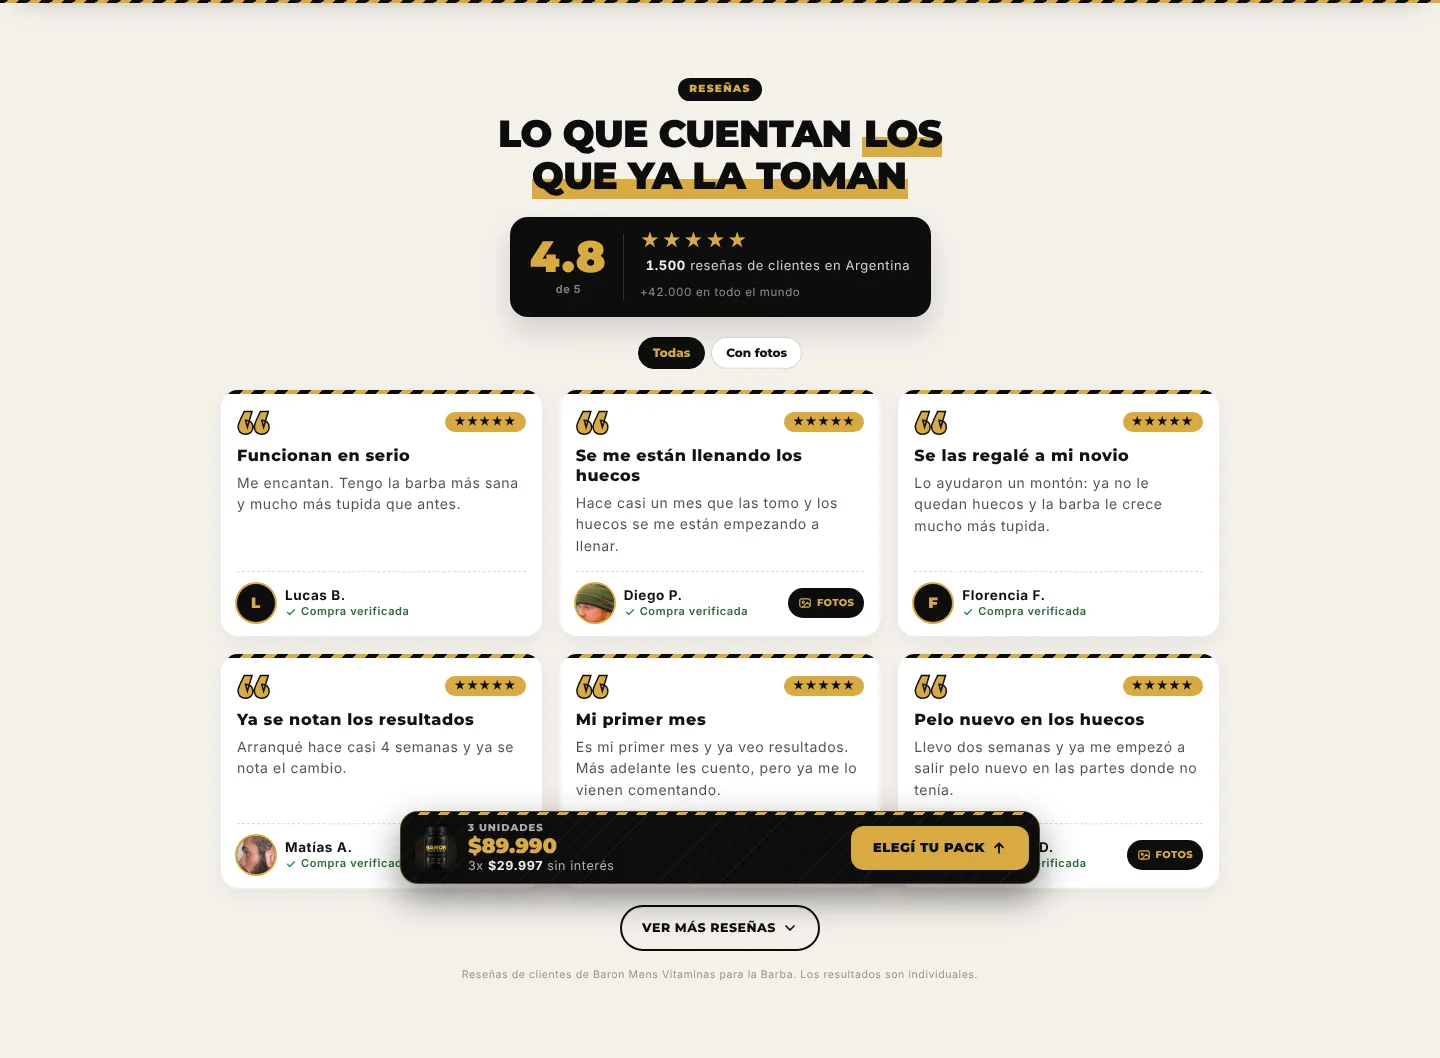 RESEÑAS
LO QUE CUENTAN LOS
QUE YA LA TOMAN
4.8
de 5
★★★★★
1.500 reseñas de clientes en Argentina
+42.000 en todo el mundo
Todas
Con fotos
★★★★★
Funcionan en serio
Me encantan. Tengo la barba más sana
y mucho más tupida que antes.
L
Lucas B.
Compra verificada
★★★★★
Se me están llenando los
huecos
Hace casi un mes que las tomo y los
huecos se me están empezando a
llenar.
Diego P.
Compra verificada
FOTOS
★★★★★
Se las regalé a mi novio
Lo ayudaron un montón: ya no le
quedan huecos y la barba le crece
mucho más tupida.
F
Florencia F.
Compra verificada
★★★★★
Ya se notan los resultados
Arranqué hace casi 4 semanas y ya se
nota el cambio.
Matías A.
Compra verificad
★★★★★
Mi primer mes
Es mi primer mes y ya veo resultados.
Más adelante les cuento, pero ya me lo
vienen comentando.
★★★★★
Pelo nuevo en los huecos
Llevo dos semanas y ya me empezó a
salir pelo nuevo en las partes donde no
tenía.
D.
rificada
FOTOS
BARON
3 UNIDADES
$89.990
3x $29.997 sin interés
ELEGÍ TU PACK
VER MÁS RESEÑAS
Reseñas de clientes de Baron Mens Vitaminas para la Barba. Los resultados son individuales.